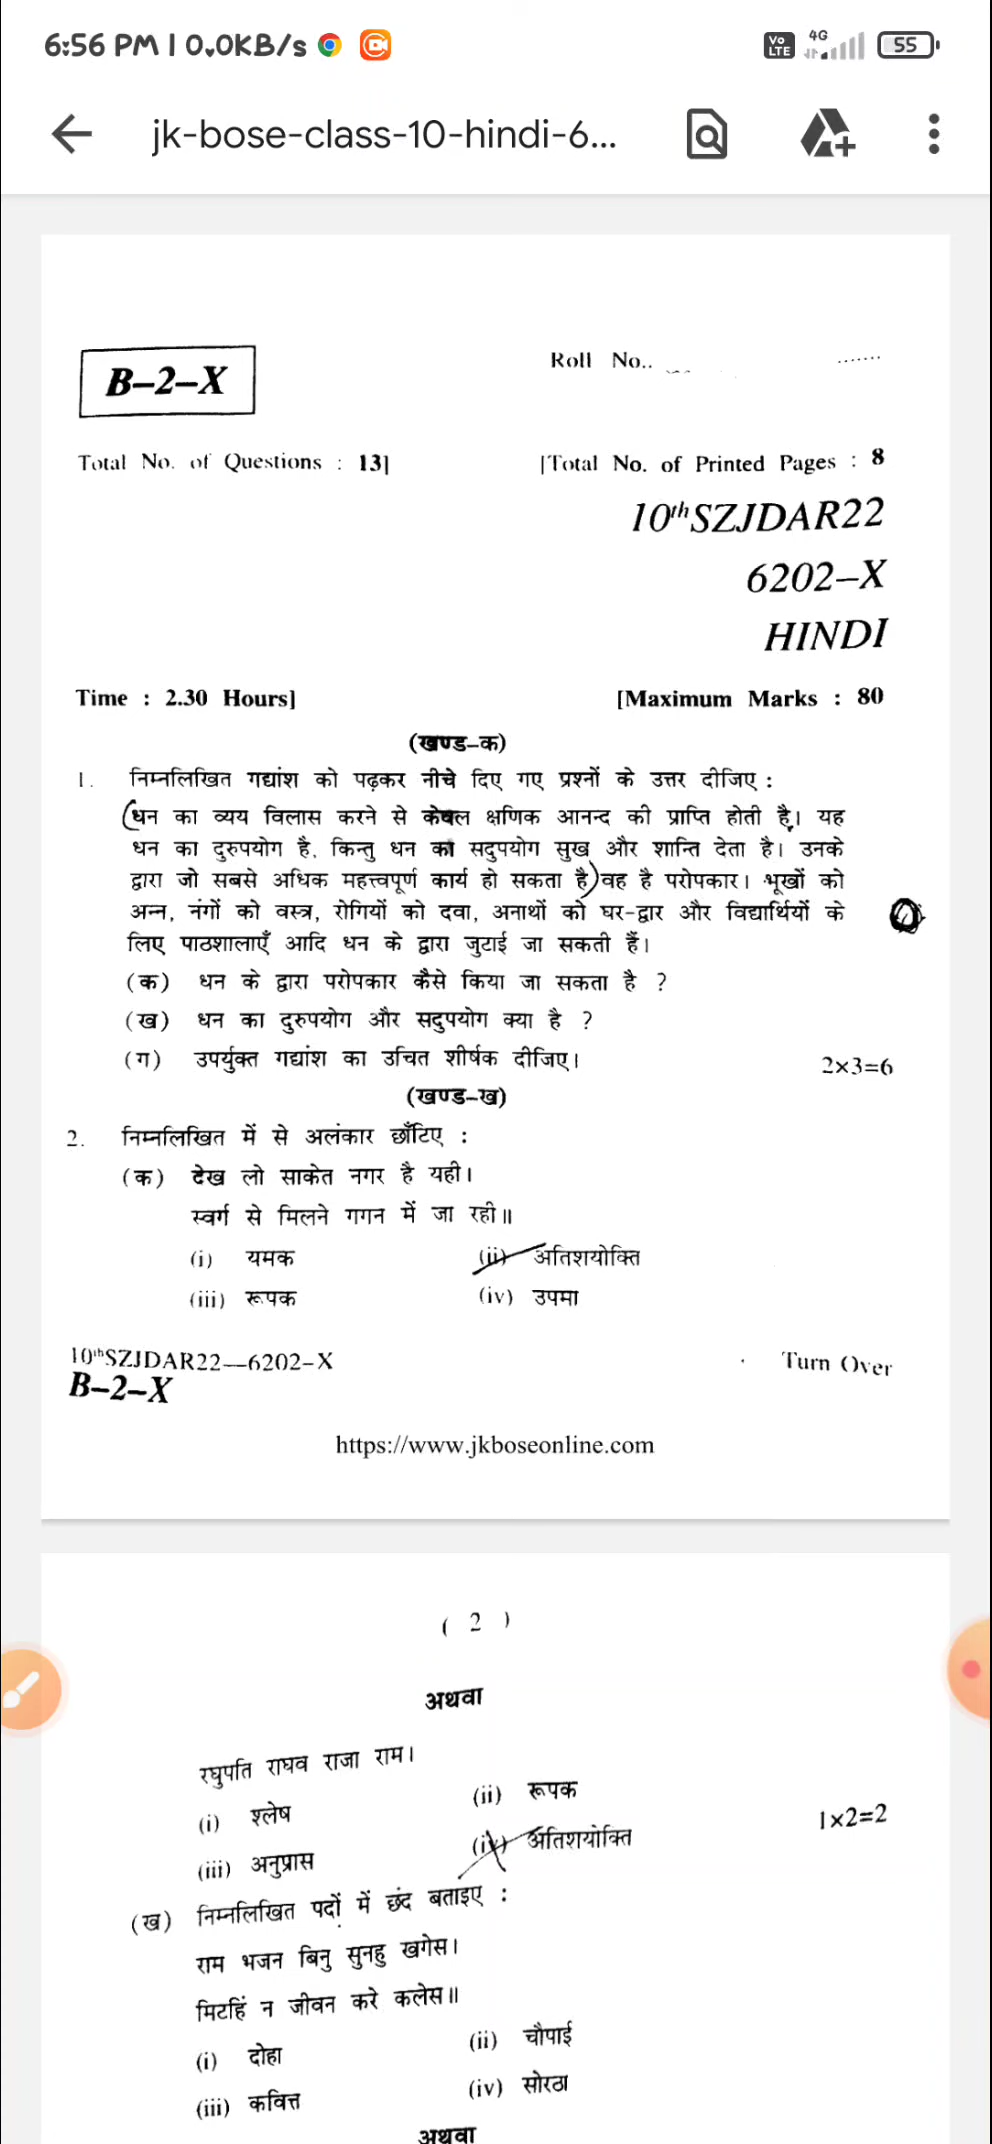 6:56 PM | 0.0KB/s Vo LTE 4G 55
jk-bose-class-10-hindi-6...
B–2–X
Roll No..
Total No. of Questions : 13]
[Total No. of Printed Pages : 8
10thSZJDAR22
6202–X
HINDI
Time : 2.30 Hours]
[Maximum Marks : 80
(खण्ड–क)
1. निम्नलिखित गद्यांश को पढ़कर नीचे दिए गए प्रश्नों के उत्तर दीजिए :
धन का व्यय विलास करने से केवल क्षणिक आनन्द की प्राप्ति होती है। यह
धन का दुरुपयोग है, किन्तु धन का सदुपयोग सुख और शान्ति देता है। उनके
द्वारा जो सबसे अधिक महत्त्वपूर्ण कार्य हो सकता है वह है परोपकार। भूखों को
अन्न, नंगों को वस्त्र, रोगियों को दवा, अनाथों को घर-द्वार और विद्यार्थियों के
लिए पाठशालाएँ आदि धन के द्वारा जुटाई जा सकती हैं।
(क) धन के द्वारा परोपकार कैसे किया जा सकता है ?
(ख) धन का दुरुपयोग और सदुपयोग क्या है ?
(ग) उपर्युक्त गद्यांश का उचित शीर्षक दीजिए। 2×3=6
(खण्ड–ख)
2. निम्नलिखित में से अलंकार छाँटिए :
(क) देख लो साकेत नगर है यही।
स्वर्ग से मिलने गगन में जा रही॥
(i) यमक (ii) अतिशयोक्ति
(iii) रूपक (iv) उपमा
10thSZJDAR22—6202–X Turn Over
B–2–X
https://www.jkboseonline.com
( 2 )
अथवा
रघुपति राघव राजा राम।
(i) श्लेष (ii) रूपक
(iii) अनुप्रास (iv) अतिशयोक्ति 1×2=2
(ख) निम्नलिखित पदों में छंद बताइए :
राम भजन बिनु सुनहु खगेस।
मिटहिं न जीवन करे कलेस॥
(i) दोहा (ii) चौपाई
(iii) कवित्त (iv) सोरठा
अथवा